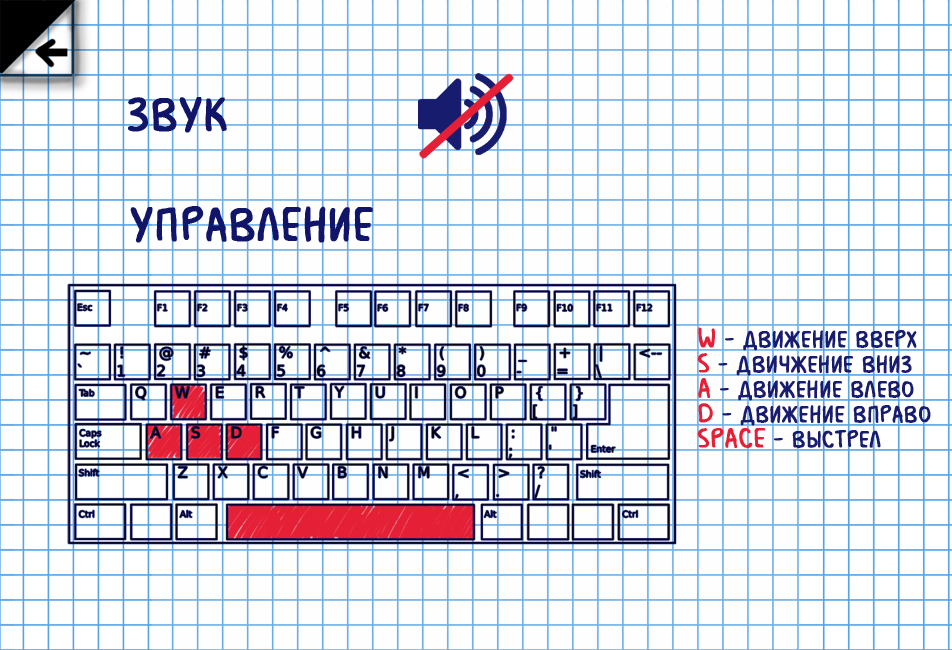 ЗВУК
УПРАВЛЕНИЕ
Esc F1 F2 F3 F4 F5 F6 F7 F8 F9 F10 F11 F12
~ ! @ # $ % ^ & * ( ) _ + | <--
` 1 2 3 4 5 6 7 8 9 0 - = \
Tab Q W E R T Y U I O P { }
[ ]
Caps Lock A S D F G H J K L : "
; ' Enter
Shift Z X C V B N M < > ? Shift
, . /
Ctrl Alt Alt Ctrl
W - ДВИЖЕНИЕ ВВЕРХ
S - ДВИЧЖЕНИЕ ВНИЗ
A - ДВИЖЕНИЕ ВЛЕВО
D - ДВИЖЕНИЕ ВПРАВО
SPACE - ВЫСТРЕЛ